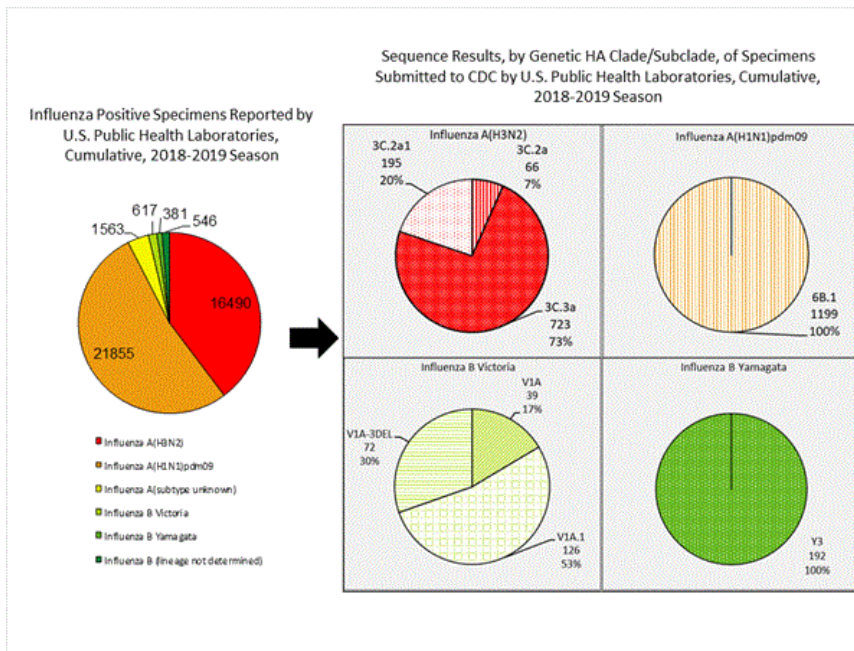 Sequence Results, by Genetic HA Clade/Subclade, of Specimens
Submitted to CDC by U.S. Public Health Laboratories, Cumulative,
2018-2019 Season
Influenza Positive Specimens Reported by
U.S. Public Health Laboratories,
Cumulative, 2018-2019 Season
617
381
546
1563
16490
21855
Influenza A(H3N2)
Influenza A(H1N1)pdm09
Influenza A(subtype unknown)
Influenza B Victoria
Influenza B Yamagata
Influenza B (lineage not determined)
Influenza A(H3N2)
3C.2a1
195
20%
3C.2a
66
7%
3C.3a
723
73%
Influenza A(H1N1)pdm09
6B.1
1199
100%
Influenza B Victoria
V1A
39
17%
V1A-3DEL
72
30%
V1A.1
126
53%
Influenza B Yamagata
Y3
192
100%